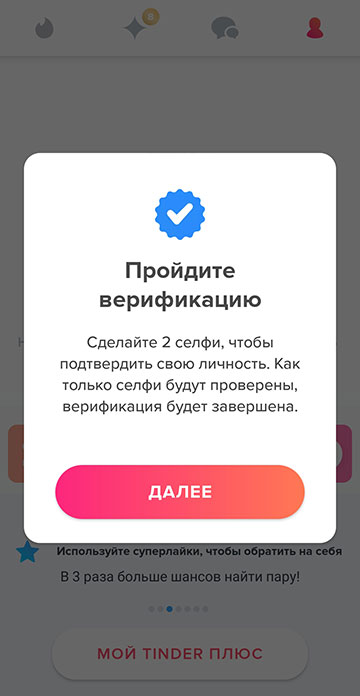 8
Пройдите
верификацию
Сделайте 2 селфи, чтобы
подтвердить свою личность. Как
только селфи будут проверены,
верификация будет завершена.
ДАЛЕЕ
Используйте суперлайки, чтобы обратить на себя
В 3 раза больше шансов найти пару!
МОЙ TINDER ПЛЮС